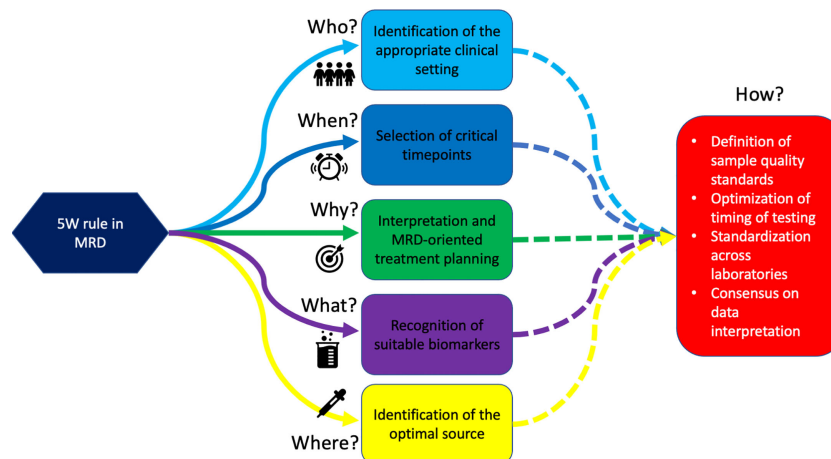 5W rule in
MRD
Who?
Identification of the
appropriate clinical
setting
When?
Selection of critical
timepoints
Why?
Interpretation and
MRD-oriented
treatment planning
What?
Recognition of
suitable biomarkers
Where?
Identification of the
optimal source
How?
• Definition of
sample quality
standards
• Optimization of
timing of testing
• Standardization
across
laboratories
• Consensus on
data
interpretation